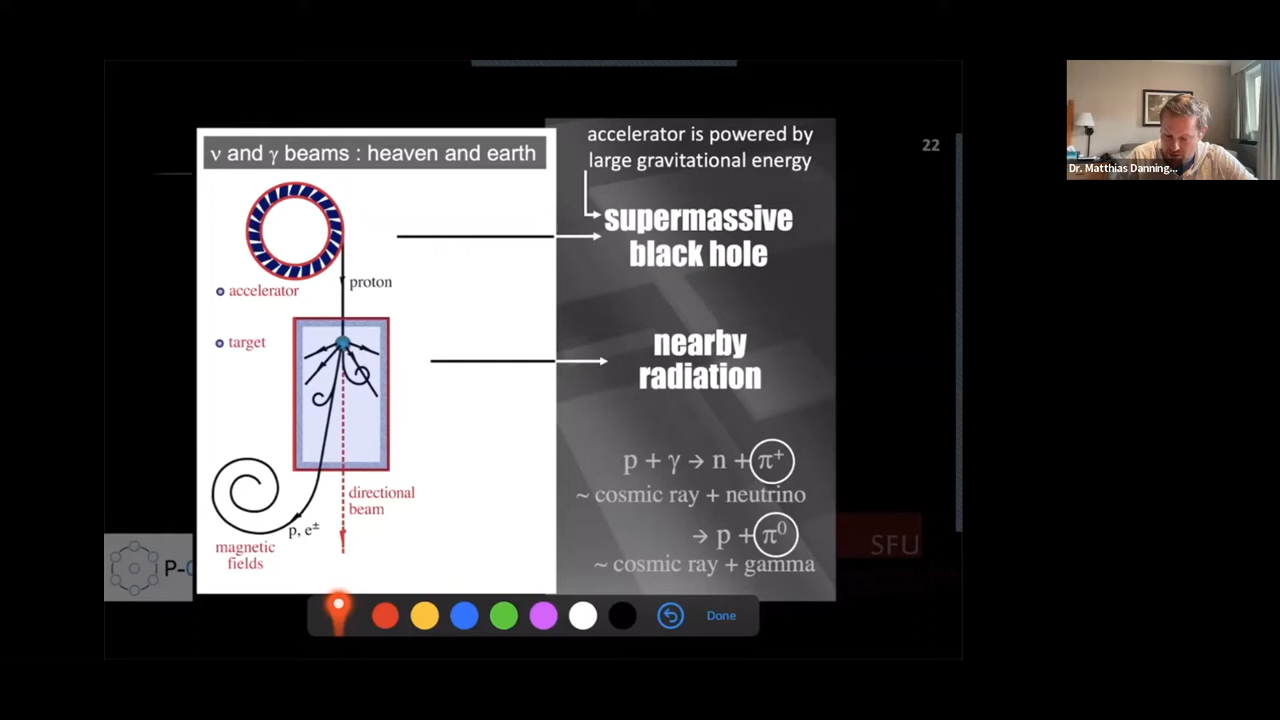 ν and γ beams : heaven and earth
accelerator
proton
target
directional
beam
p, e±
magnetic
fields
accelerator is powered by
large gravitational energy
supermassive
black hole
nearby
radiation
p + γ → n + π⁺
~ cosmic ray + neutrino
→ p + π⁰
~ cosmic ray + gamma
22
Dr. Matthias Danning...
SFU
Done